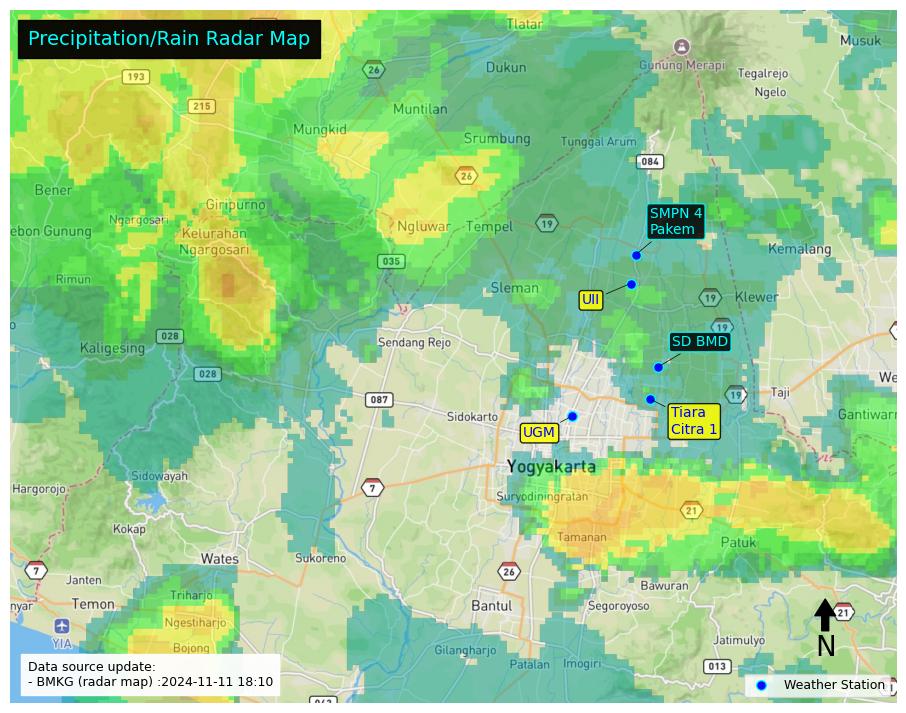 Precipitation/Rain Radar Map
Tlatar
Musuk
26
Dukun
Gunung Merapi
193
Tegalrejo
Ngelo
215
Muntilan
Mungkid
Srumbung
Tunggal Arum
084
26
Bener
Giripurno
SMPN 4
Pakem
Ngargosari
ebon Gunung
Kelurahan
Ngargosari
Ngluwar
Tempel
19
Kemalang
035
Rimun
Sleman
UII
19
Klewer
028
19
Kaligesing
Sendang Rejo
SD BMD
028
We
087
19
Taji
Sidokarto
Tiara
Citra 1
Gantiwar
UGM
Yogyakarta
Sidowayah
Hargorojo
7
Suryodiningratan
21
Kokap
Tamanan
Patuk
Wates
Sukoreno
7
26
Janten
Bawuran
Triharjo
nyar
Temon
Bantul
Segoroyoso
21
Ngestiharjo
YIA
Bojong
Gilangharjo
Jatimulyo
N
Patalan
Imogiri
013
Data source update:
- BMKG (radar map) :2024-11-11 18:10
Weather Station